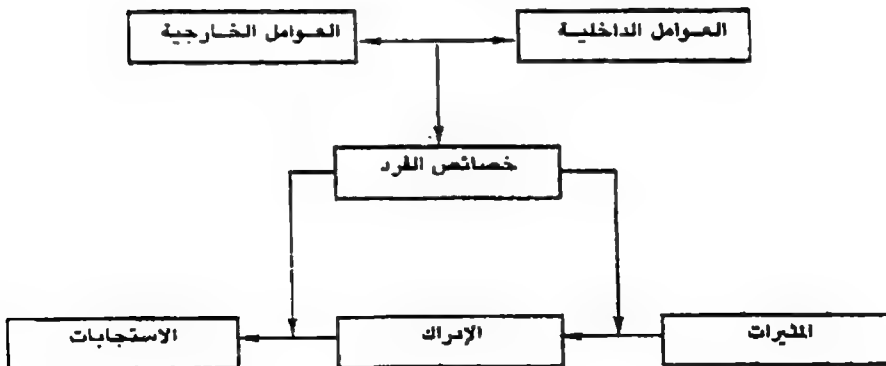 العوامل الداخلية
العوامل الخارجية
خصائص الفرد
المثيرات
الإدراك
الاستجابات